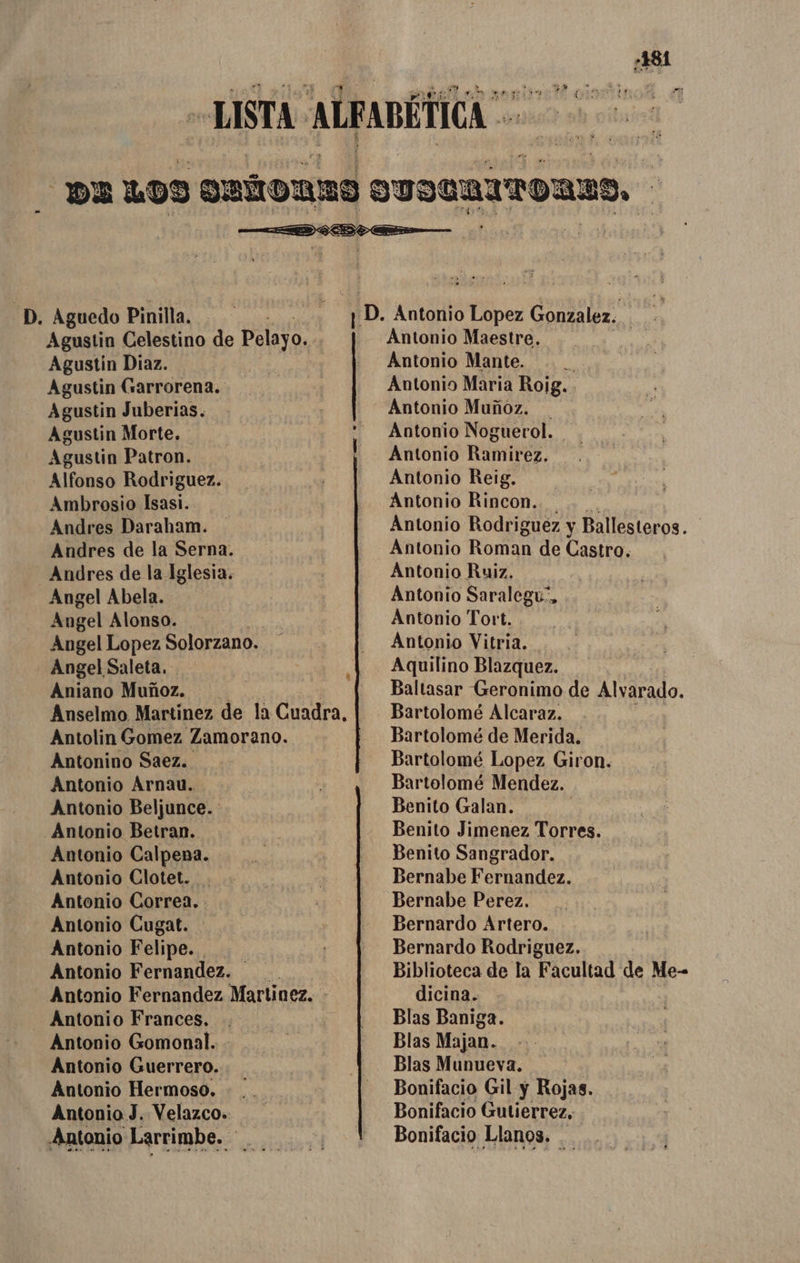 481
LISTA ALFABÉTICA
DE LOS SEÑORES SUSCRITORES.
D. Aguedo Pinilla.
Agustin Celestino de Pelayo.
Agustin Diaz.
Agustin Garrorena.
Agustin Juberias.
Agustin Morte.
Agustin Patron.
Alfonso Rodriguez.
Ambrosio Isasi.
Andres Daraham.
Andres de la Serna.
Andres de la Iglesia.
Angel Abela.
Angel Alonso.
Angel Lopez Solorzano.
Angel Saleta.
Aniano Muñoz.
Anselmo Martinez de la Cuadra.
Antolin Gomez Zamorano.
Antonino Saez.
Antonio Arnau.
Antonio Beljunce.
Antonio Betran.
Antonio Calpena.
Antonio Clotet.
Antonio Correa.
Antonio Cugat.
Antonio Felipe.
Antonio Fernandez.
Antonio Fernandez Martinez.
Antonio Frances.
Antonio Gomonal.
Antonio Guerrero.
Antonio Hermoso.
Antonio J. Velazco.
Antonio Larrimbe.
D. Antonio Lopez Gonzalez.
Antonio Maestre.
Antonio Mante.
Antonio Maria Roig.
Antonio Muñoz.
Antonio Noguerol.
Antonio Ramirez.
Antonio Reig.
Antonio Rincon.
Antonio Rodriguez y Ballesteros.
Antonio Roman de Castro.
Antonio Ruiz.
Antonio
Antonio Tort.
Antonio Vitria.
Aquilino Blazquez.
Baltasar Geronimo de Alvarado.
Bartolomé Alcaraz.
Bartolomé de Merida.
Bartolomé Lopez Giron.
Bartolomé Mendez.
Benito Galan.
Benito Jimenez Torres.
Benito Sangrador.
Bernabe Fernandez.
Bernabe Perez.
Bernardo Artero.
Bernardo Rodriguez.
Biblioteca de la Facultad de Me-
dicina.
Blas Baniga.
Blas Majan.
Blas Munueva.
Bonifacio Gil y Rojas.
Bonifacio Gutierrez.
Bonifacio Llanos.